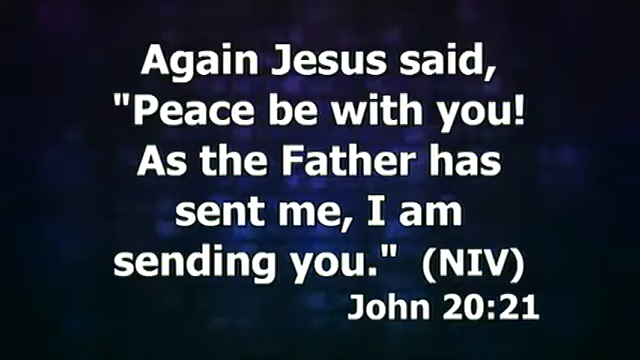 Again Jesus said,
"Peace be with you!
As the Father has
sent me, I am
sending you." (NIV)
John 20:21